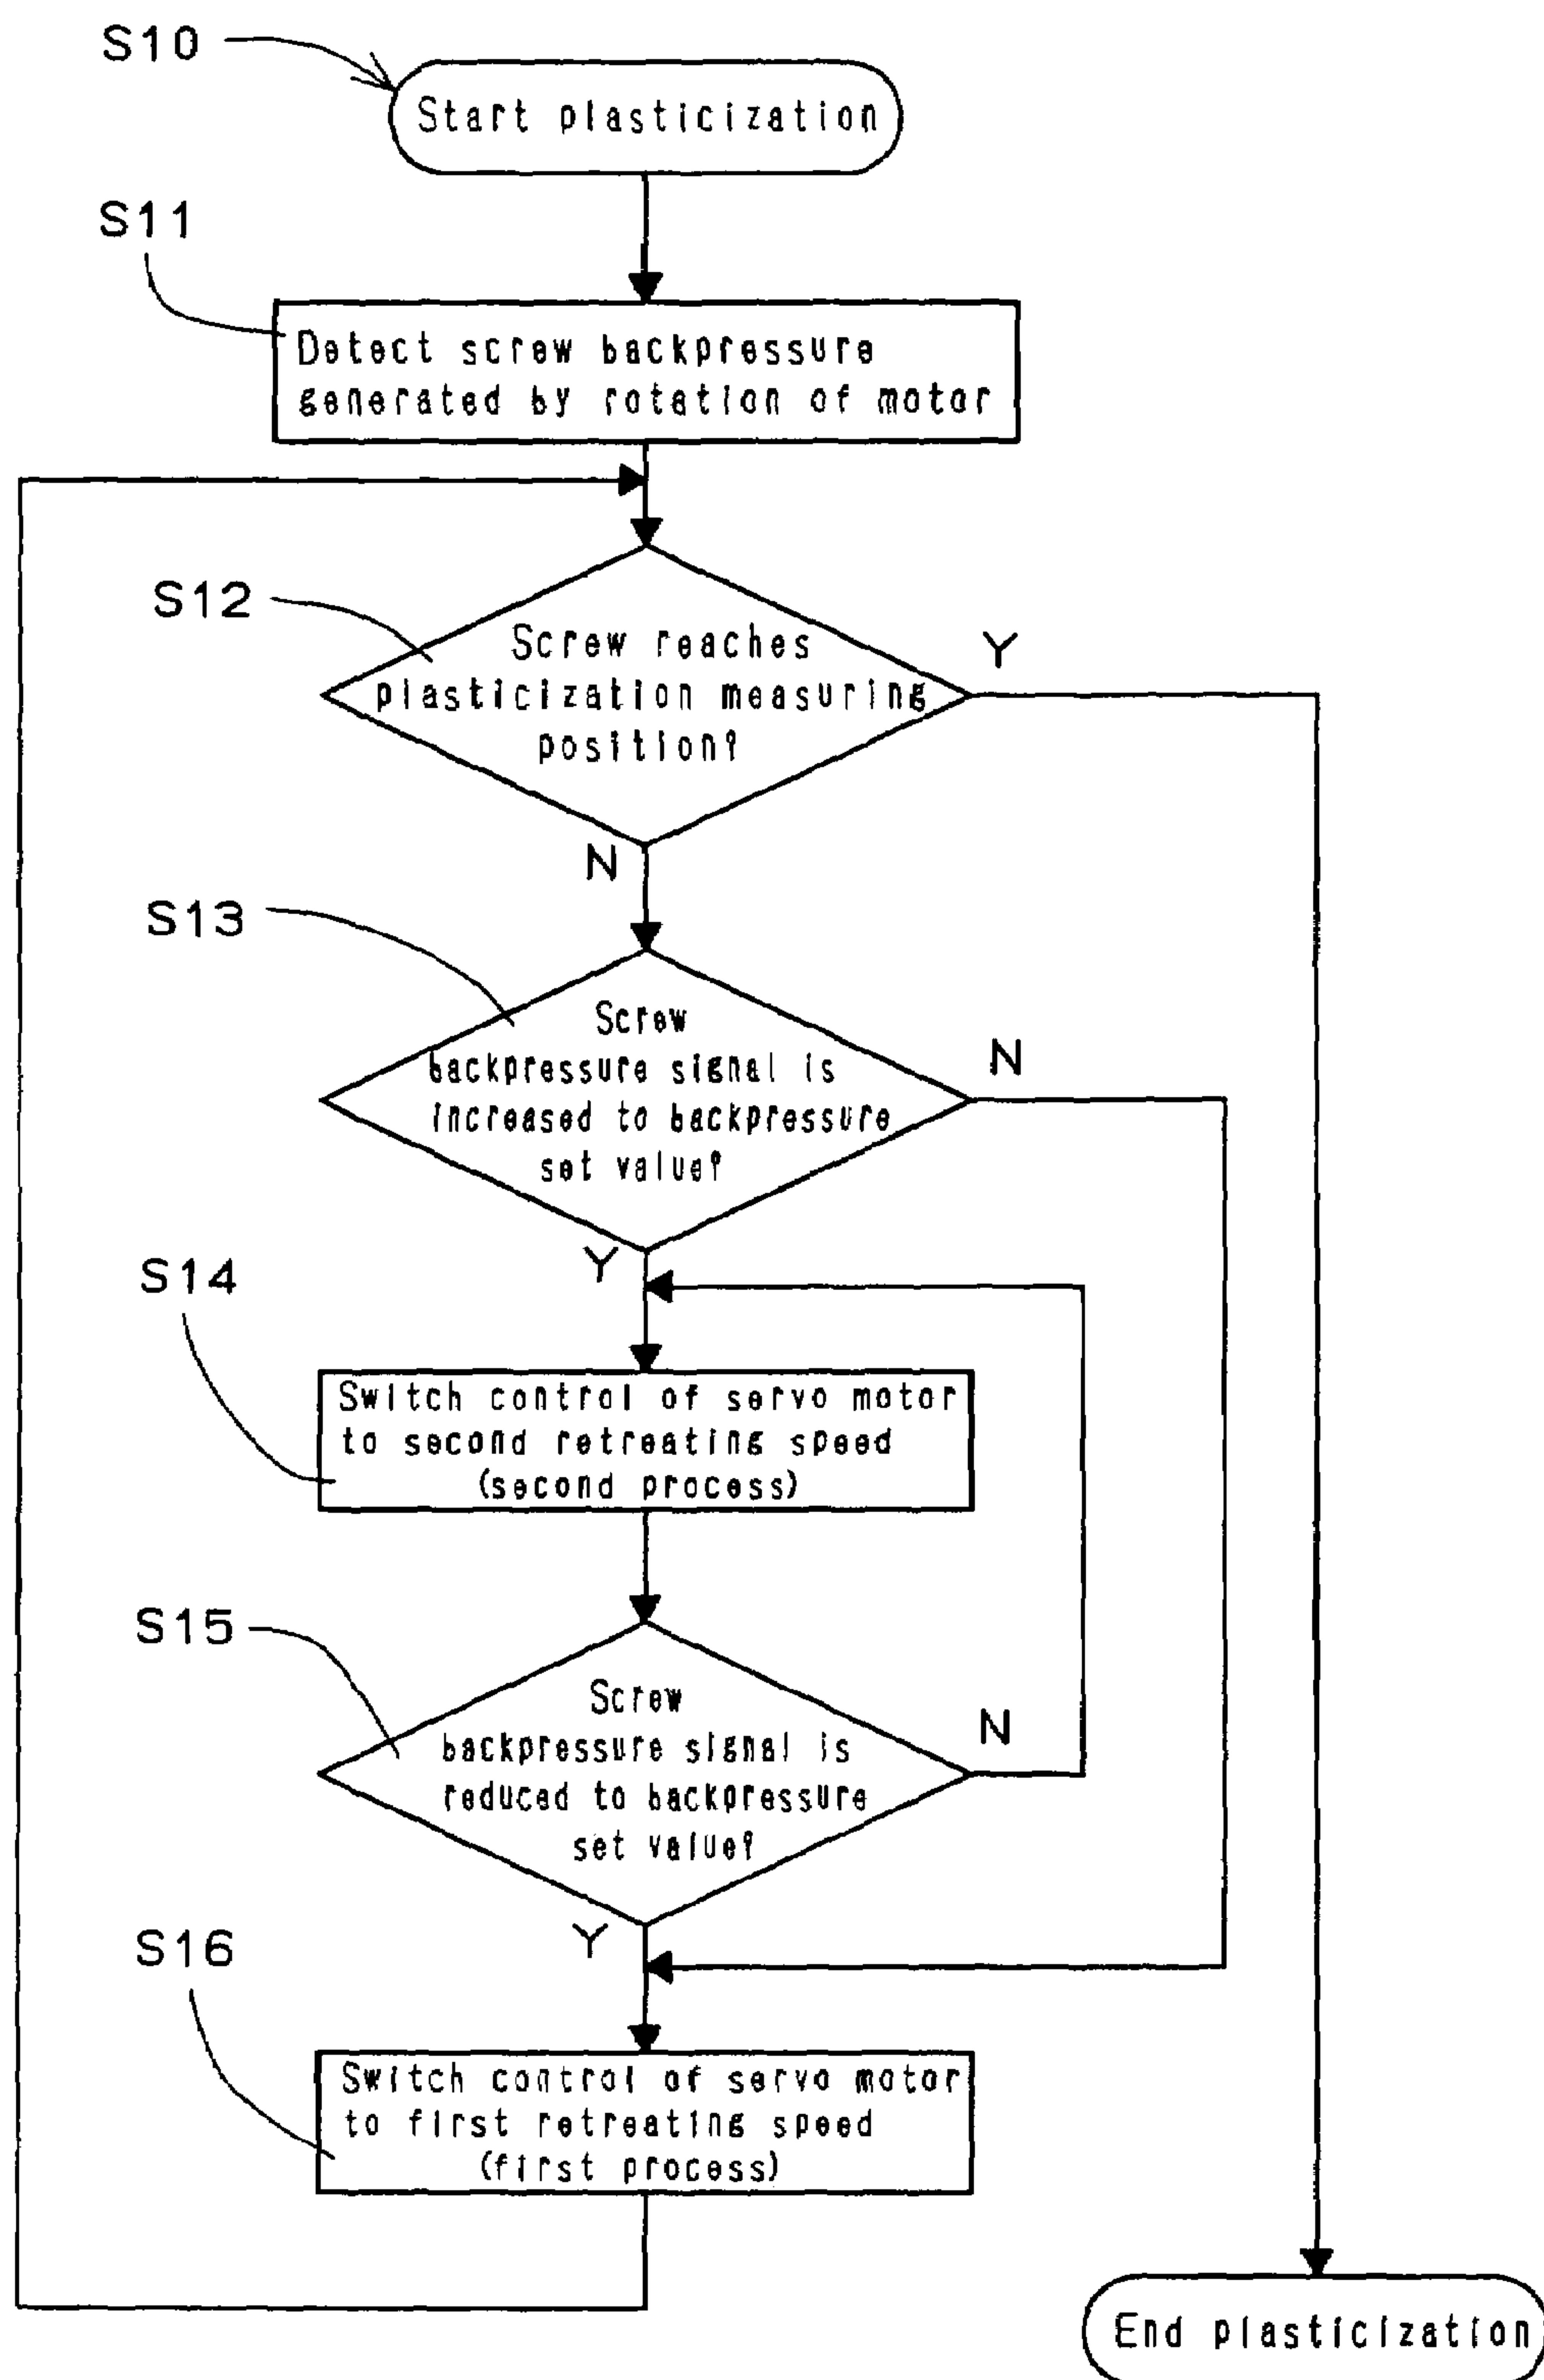 S10
Start plasticization
S11
Detect screw backpressure
generated by rotation of motor
S12
Screw reaches
plasticization measuring
position?
Y
N
S13
Screw
backpressure signal is
increased to backpressure
set value?
N
Y
S14
Switch control of servo motor
to second retreating speed
(second process)
S15
Screw
backpressure signal is
reduced to backpressure
set value?
N
Y
S16
Switch control of servo motor
to first retreating speed
(first process)
End plasticization